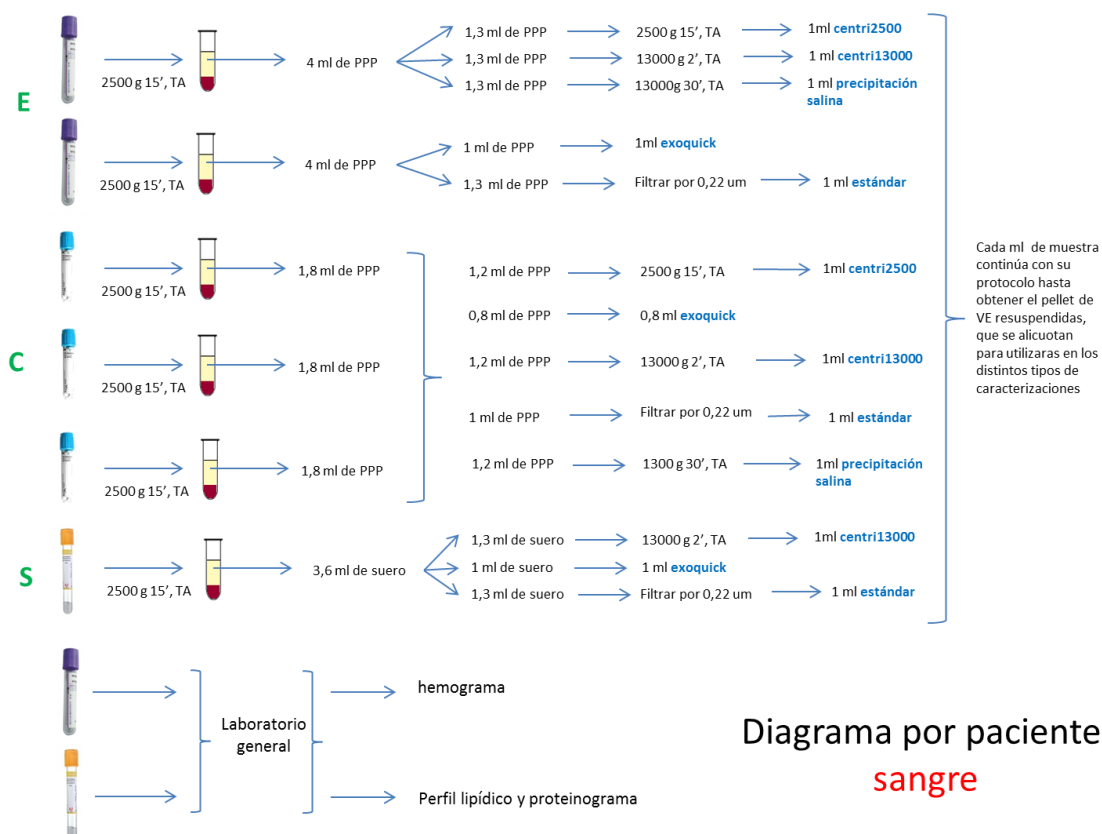 E
2500 g 15’, TA
4 ml de PPP
1,3 ml de PPP
2500 g 15’, TA
1ml centri2500
1,3 ml de PPP
13000 g 2’, TA
1 ml centri13000
1,3 ml de PPP
13000g 30’, TA
1 ml precipitación
salina
2500 g 15’, TA
4 ml de PPP
1 ml de PPP
1ml exoquick
1,3 ml de PPP
Filtrar por 0,22 um
1 ml estándar
C
2500 g 15’, TA
1,8 ml de PPP
2500 g 15’, TA
1,8 ml de PPP
2500 g 15’, TA
1,8 ml de PPP
1,2 ml de PPP
2500 g 15’, TA
1ml centri2500
0,8 ml de PPP
0,8 ml exoquick
1,2 ml de PPP
13000 g 2’, TA
1ml centri13000
1 ml de PPP
Filtrar por 0,22 um
1 ml estándar
1,2 ml de PPP
1300 g 30’, TA
1ml precipitación
salina
S
2500 g 15’, TA
3,6 ml de suero
1,3 ml de suero
13000 g 2’, TA
1ml centri13000
1 ml de suero
1 ml exoquick
1,3 ml de suero
Filtrar por 0,22 um
1 ml estándar
Cada ml de muestra
continúa con su
protocolo hasta
obtener el pellet de
VE resuspendidas,
que se alicuotan
para utilizaras en los
distintos tipos de
caracterizaciones
Laboratorio
general
hemograma
Perfil lipídico y proteinograma
Diagrama por paciente
sangre